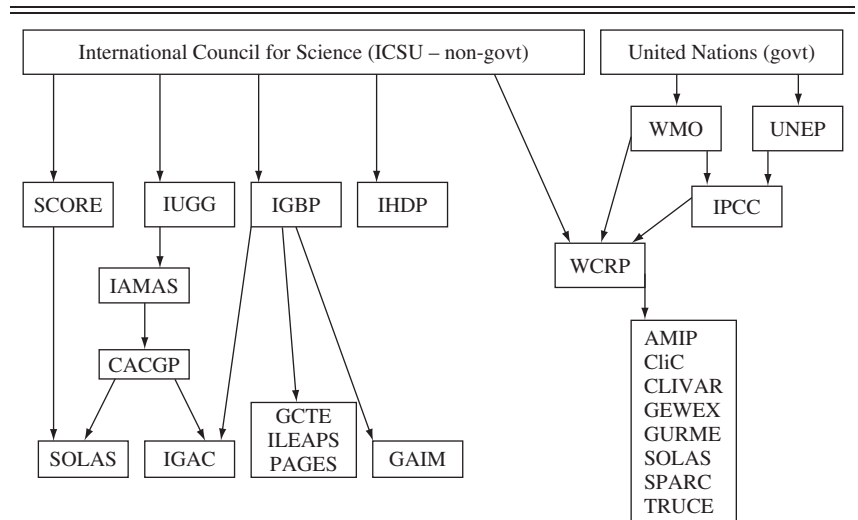 International Council for Science (ICSU – non-govt)
United Nations (govt)
WMO
UNEP
SCORE
IUGG
IGBP
IHDP
IPCC
WCRP
IAMAS
CACGP
AMIP
CliC
CLIVAR
GEWEX
GURME
SOLAS
SPARC
TRUCE
SOLAS
IGAC
GCTE
ILEAPS
PAGES
GAIM